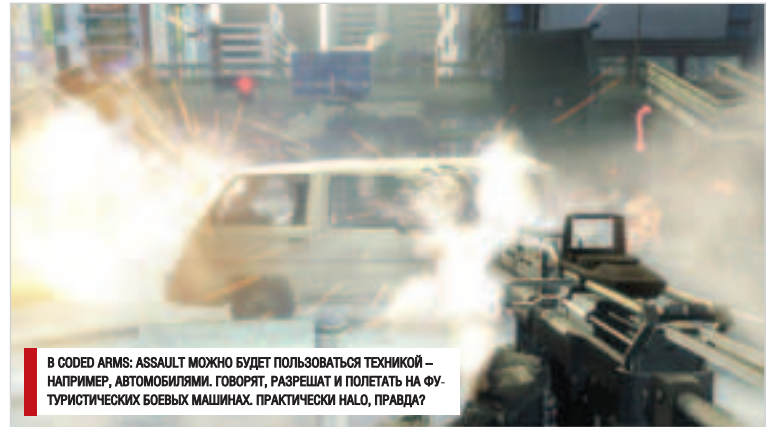 В CODED ARMS: ASSAULT МОЖНО БУДЕТ ПОЛЬЗОВАТЬСЯ ТЕХНИКОЙ –
НАПРИМЕР, АВТОМОБИЛЯМИ. ГОВОРЯТ, РАЗРЕШАТ И ПОЛЕТАТЬ НА ФУ-
ТУРИСТИЧЕСКИХ БОЕВЫХ МАШИНАХ. ПРАКТИЧЕСКИ HALO, ПРАВДА?